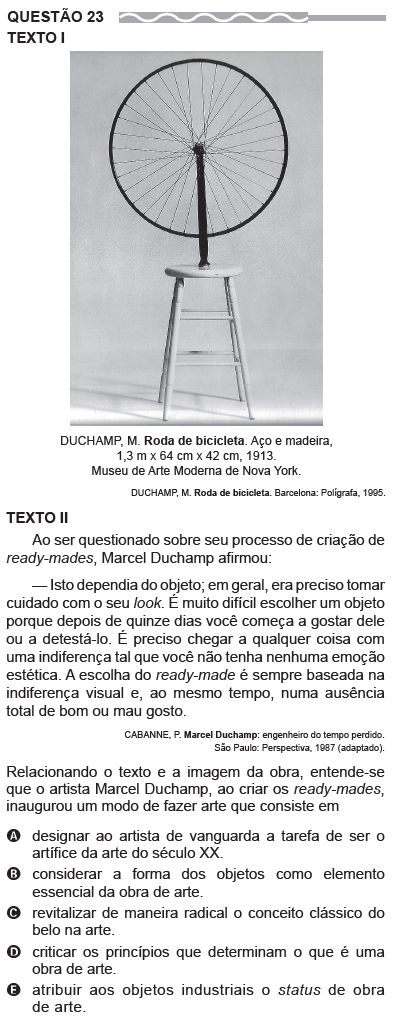 QUESTÃO 23
TEXTO I
DUCHAMP, M. Roda de bicicleta. Aço e madeira,
1,3 m x 64 cm x 42 cm, 1913.
Museu de Arte Moderna de Nova York.
DUCHAMP, M. Roda de bicicleta. Barcelona: Polígrafa, 1995.
TEXTO II
Ao ser questionado sobre seu processo de criação de
ready-mades, Marcel Duchamp afirmou:
— Isto dependia do objeto; em geral, era preciso tomar
cuidado com o seu look. É muito difícil escolher um objeto
porque depois de quinze dias você começa a gostar dele
ou a detestá-lo. É preciso chegar a qualquer coisa com
uma indiferença tal que você não tenha nenhuma emoção
estética. A escolha do ready-made é sempre baseada na
indiferença visual e, ao mesmo tempo, numa ausência
total de bom ou mau gosto.
CABANNE, P. Marcel Duchamp: engenheiro do tempo perdido.
São Paulo: Perspectiva, 1987 (adaptado).
Relacionando o texto e a imagem da obra, entende-se
que o artista Marcel Duchamp, ao criar os ready-mades,
inaugurou um modo de fazer arte que consiste em
A designar ao artista de vanguarda a tarefa de ser o
artífice da arte do século XX.
B considerar a forma dos objetos como elemento
essencial da obra de arte.
C revitalizar de maneira radical o conceito clássico do
belo na arte.
D criticar os princípios que determinam o que é uma
obra de arte.
E atribuir aos objetos industriais o status de obra
de arte.